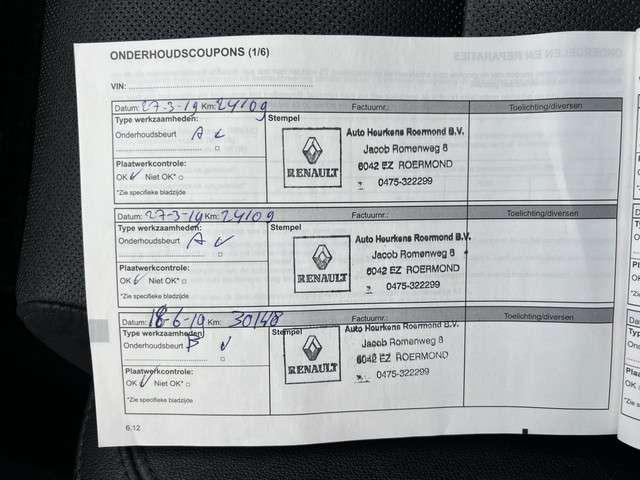 ONDERHOUDSCOUPONS (1/6)
VIN:
Datum: 27-3-19 Km: 24109 Factuurnr.: Toelichting/diversen
Type werkzaamheden: Stempel
Onderhoudsbeurt A ✓
Auto Heurkens Roermond B.V.
Jacob Romenweg 8
6042 EZ ROERMOND
0475-322299
RENAULT
Plaatwerkcontrole:
OK ✓ Niet OK* □
*Zie specifieke bladzijde
Datum: 27-3-19 Km: 24109 Factuurnr.: Toelichting/diversen
Type werkzaamheden: Stempel
Onderhoudsbeurt A ✓
Auto Heurkens Roermond B.V.
Jacob Romenweg 8
6042 EZ ROERMOND
0475-322299
RENAULT
Plaatwerkcontrole:
OK ✓ Niet OK* □
*Zie specifieke bladzijde
Datum: 18-6-19 Km: 30148 Factuurnr.: Toelichting/diversen
Type werkzaamheden: Stempel
Onderhoudsbeurt B ✓
Auto Heurkens Roermond B.V.
Jacob Romenweg 8
6042 EZ ROERMOND
0475-322299
RENAULT
Plaatwerkcontrole:
OK ✓ Niet OK* □
*Zie specifieke bladzijde
6.12